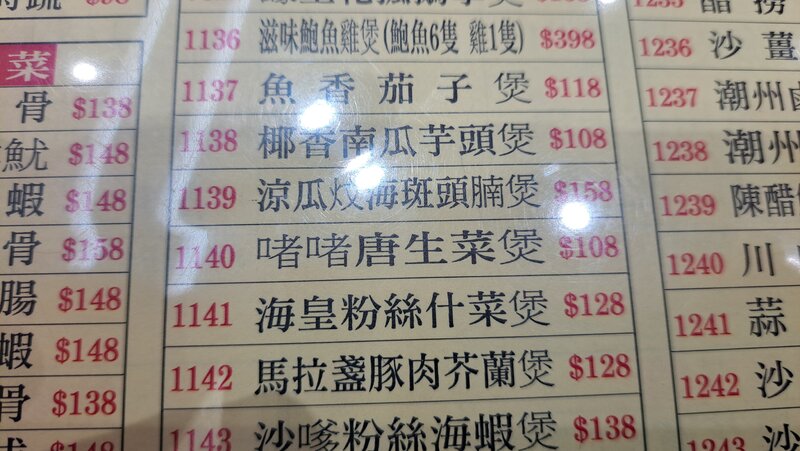 1136 滋味鮑魚雞煲(鮑魚6隻 雞1隻) $398
1137 魚香茄子煲 $118
1138 椰香南瓜芋頭煲 $108
1139 涼瓜炆海斑頭腩煲 $158
1140 啫啫唐生菜煲 $108
1141 海皇粉絲什菜煲 $128
1142 馬拉盞豚肉芥蘭煲 $128
1143 沙嗲粉絲海蝦煲 $138
菜
骨 $138
魷 $148
蝦 $148
骨 $158
腸 $148
蝦 $148
骨 $138
$148
1236 沙薑
1237 潮州
1238 潮州
1239 陳醋
1240 川
1241 蒜
1242 沙
1243 沙